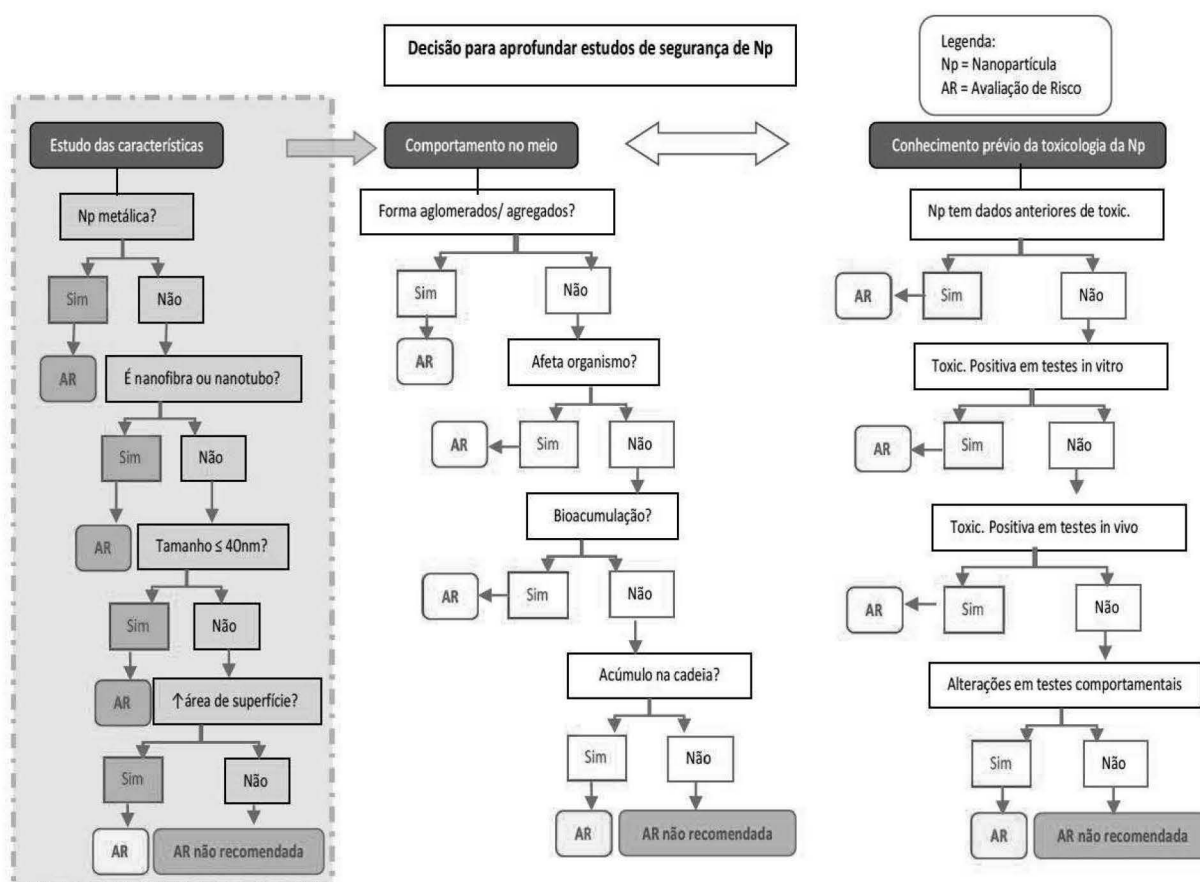 Decisão para aprofundar estudos de segurança de Np
Legenda:
Np = Nanopartícula
AR = Avaliação de Risco
Estudo das características
Np metálica?
Sim
Não
AR
É nanofibra ou nanotubo?
Sim
Não
AR
Tamanho ≤ 40nm?
Sim
Não
AR
↑área de superfície?
Sim
Não
AR
AR não recomendada
Comportamento no meio
Forma aglomerados/ agregados?
Sim
Não
AR
Afeta organismo?
AR
Sim
Não
Bioacumulação?
AR
Sim
Não
Acúmulo na cadeia?
Sim
Não
AR
AR não recomendada
Conhecimento prévio da toxicologia da Np
Np tem dados anteriores de toxic.
AR
Sim
Não
Toxic. Positiva em testes in vitro
AR
Sim
Não
Toxic. Positiva em testes in vivo
AR
Sim
Não
Alterações em testes comportamentais
Sim
Não
AR
AR não recomendada